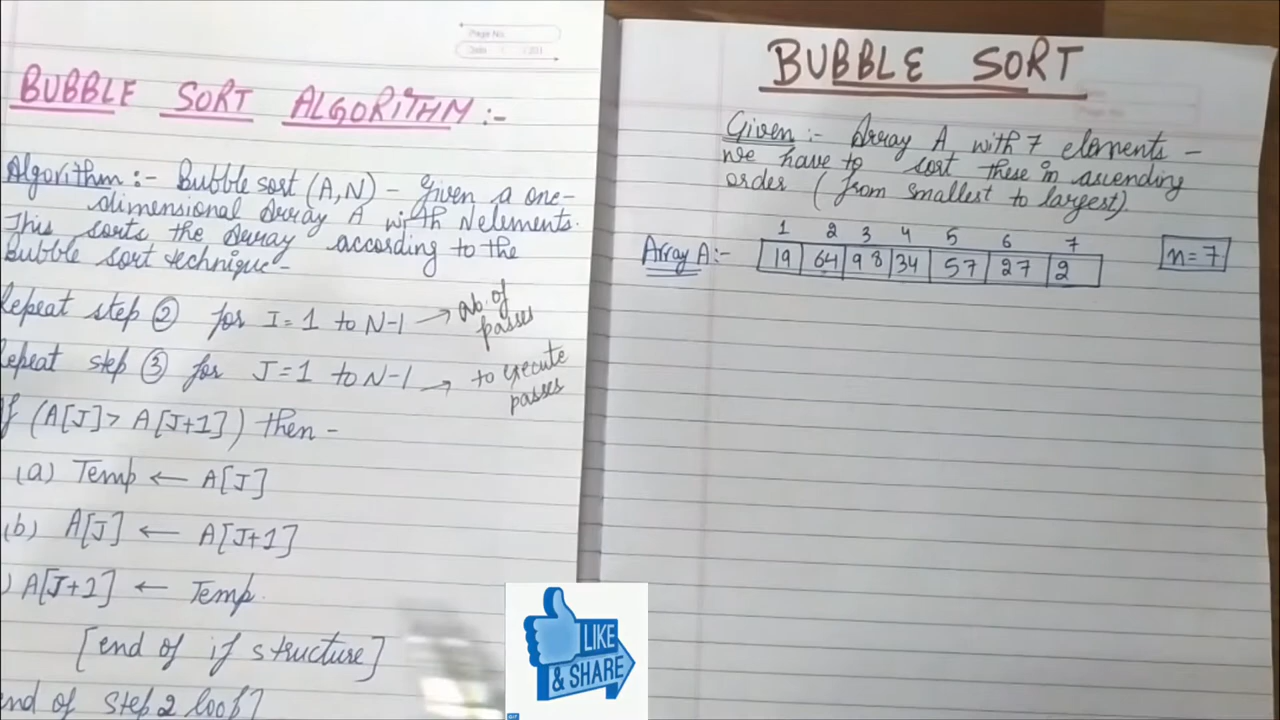 Page No.
Date
BUBBLE SORT ALGORITHM :-
Algorithm :- Bubble sort (A,N) - Given a one-
dimensional Array A with N elements.
This sorts the Array according to the
Bubble sort technique -
Repeat step ② for I = 1 to N-1 → no. of
passes
Repeat step ③ for J = 1 to N-1 → to execute
passes
If (A[J] > A[J+1]) then -
(a) Temp ← A[J]
(b) A[J] ← A[J+1]
) A[J+1] ← Temp.
[end of if structure]
end of step 2 loop]
BUBBLE SORT
Given :- Array A with 7 elements -
we have to sort these in ascending
order (from smallest to largest).
1 2 3 4 5 6 7
Array A :- 19 64 98 34 57 27 2
n = 7
LIKE
& SHARE